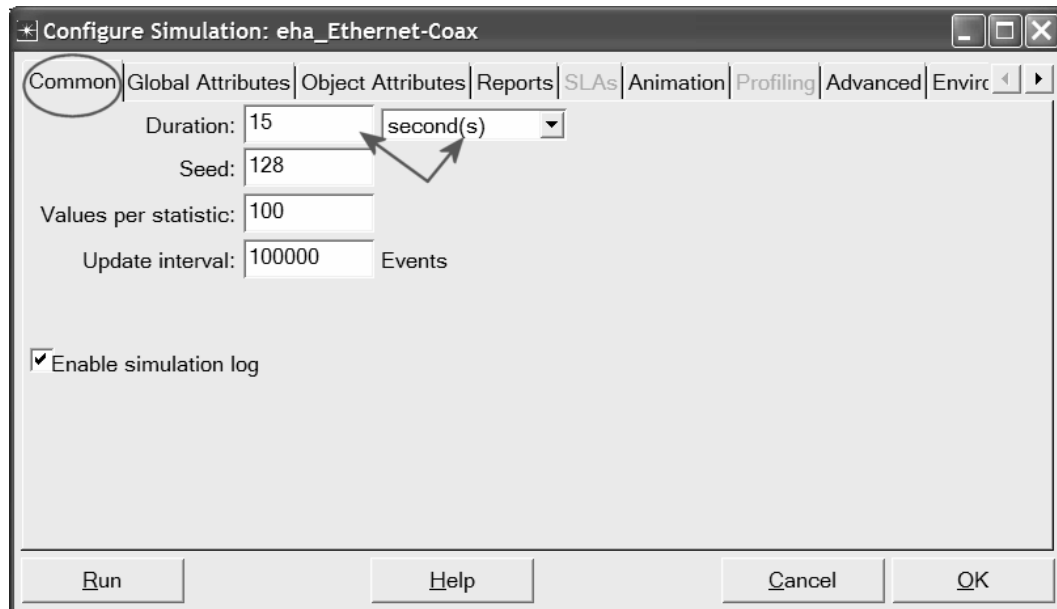 Configure Simulation: eha_Ethernet-Coax
Common Global Attributes Object Attributes Reports SLAs Animation Profiling Advanced
Duration: 15 second(s)
Seed: 128
Values per statistic: 100
Update interval: 100000 Events
Enable simulation log
Run Help Cancel OK